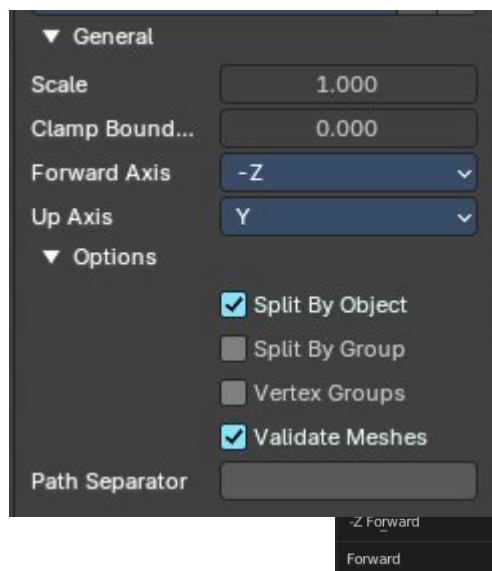 General
Scale 1.000
Clamp Bound... 0.000
Forward Axis -Z
Up Axis Y
Options
Split By Object
Split By Group
Vertex Groups
Validate Meshes
Path Separator
-Z Forward
Forward